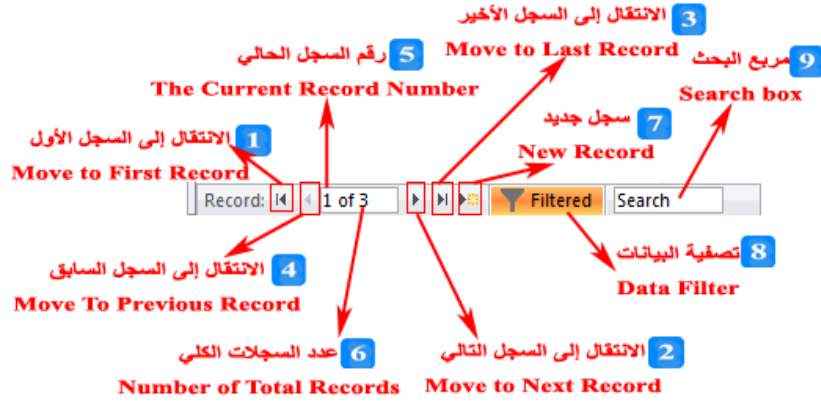 الانتقال إلى السجل الأخير 3
Move to Last Record
5 رقم السجل الحالي
The Current Record Number
9 مربع البحث
Search box
7 سجل جديد
New Record
1 الانتقال إلى السجل الأول
Move to First Record
Record: 1 of 3 Filtered Search
4 الانتقال إلى السجل السابق
Move To Previous Record
8 تصفية البيانات
Data Filter
6 عدد السجلات الكلي
Number of Total Records
2 الانتقال إلى السجل التالي
Move to Next Record